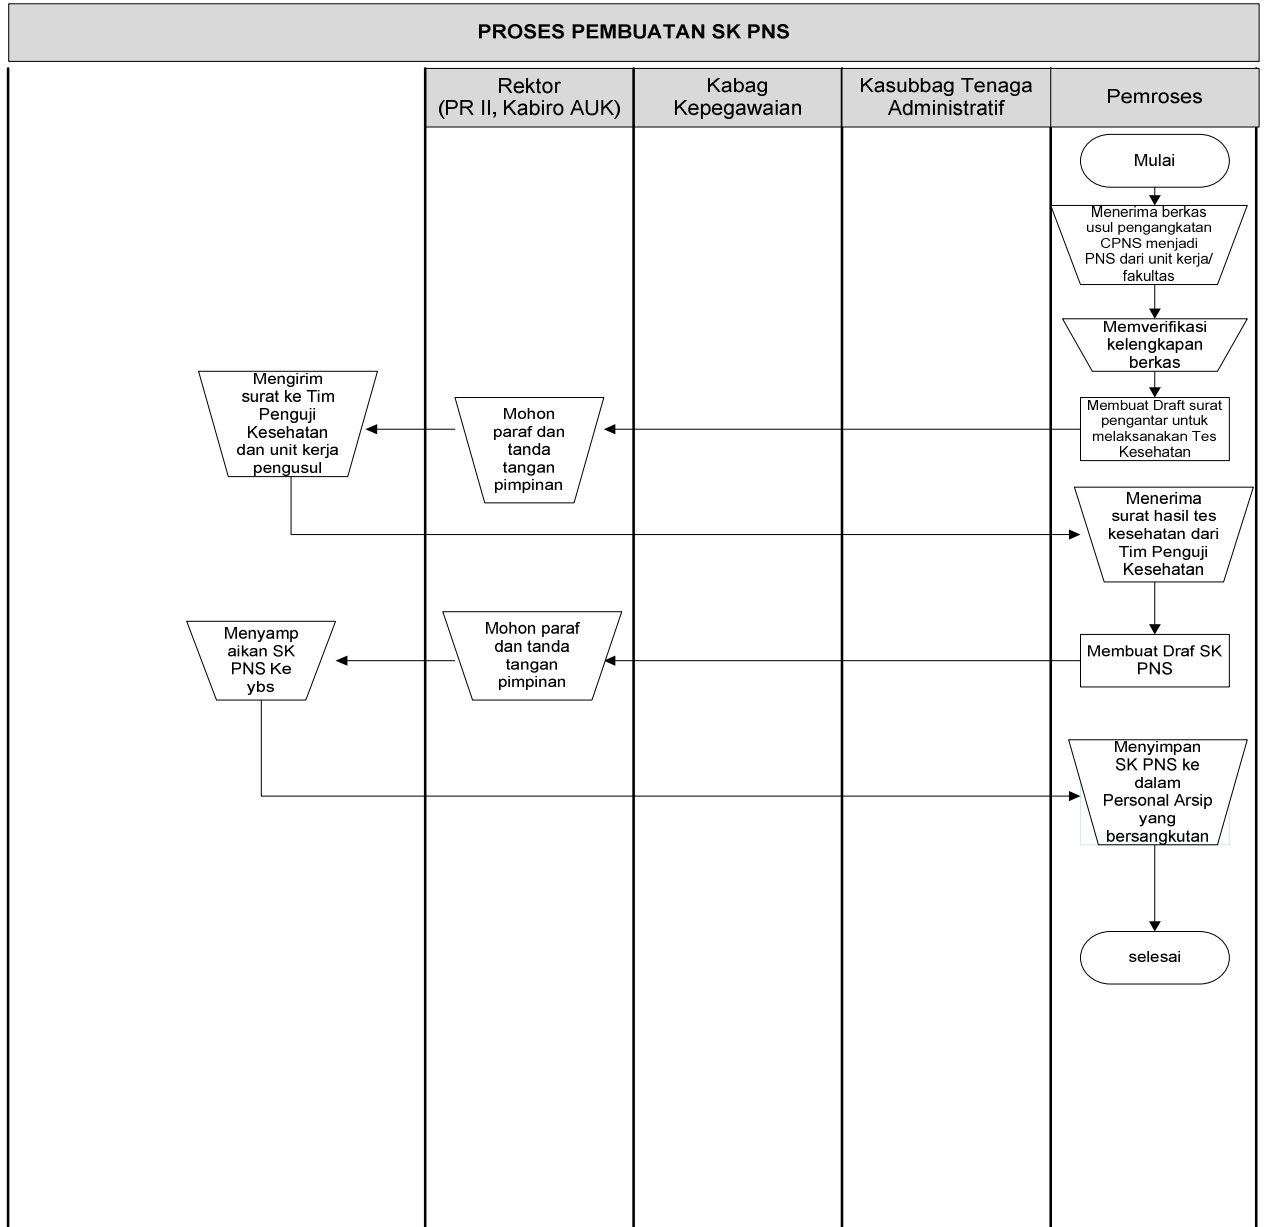 PROSES PEMBUATAN SK PNS
Rektor
(PR II, Kabiro AUK)
Kabag
Kepegawaian
Kasubbag Tenaga
Administratif
Pemroses
Mulai
Menerima berkas
usul pengangkatan
CPNS menjadi
PNS dari unit kerja/
fakultas
Memverifikasi
kelengkapan
berkas
Membuat Draft surat
pengantar untuk
melaksanakan Tes
Kesehatan
Mohon
paraf dan
tanda
tangan
pimpinan
Mengirim
surat ke Tim
Penguji
Kesehatan
dan unit kerja
pengusul
Menerima
surat hasil tes
kesehatan dari
Tim Penguji
Kesehatan
Membuat Draf SK
PNS
Mohon paraf
dan tanda
tangan
pimpinan
Menyamp
aikan SK
PNS Ke
ybs
Menyimpan
SK PNS ke
dalam
Personal Arsip
yang
bersangkutan
selesai